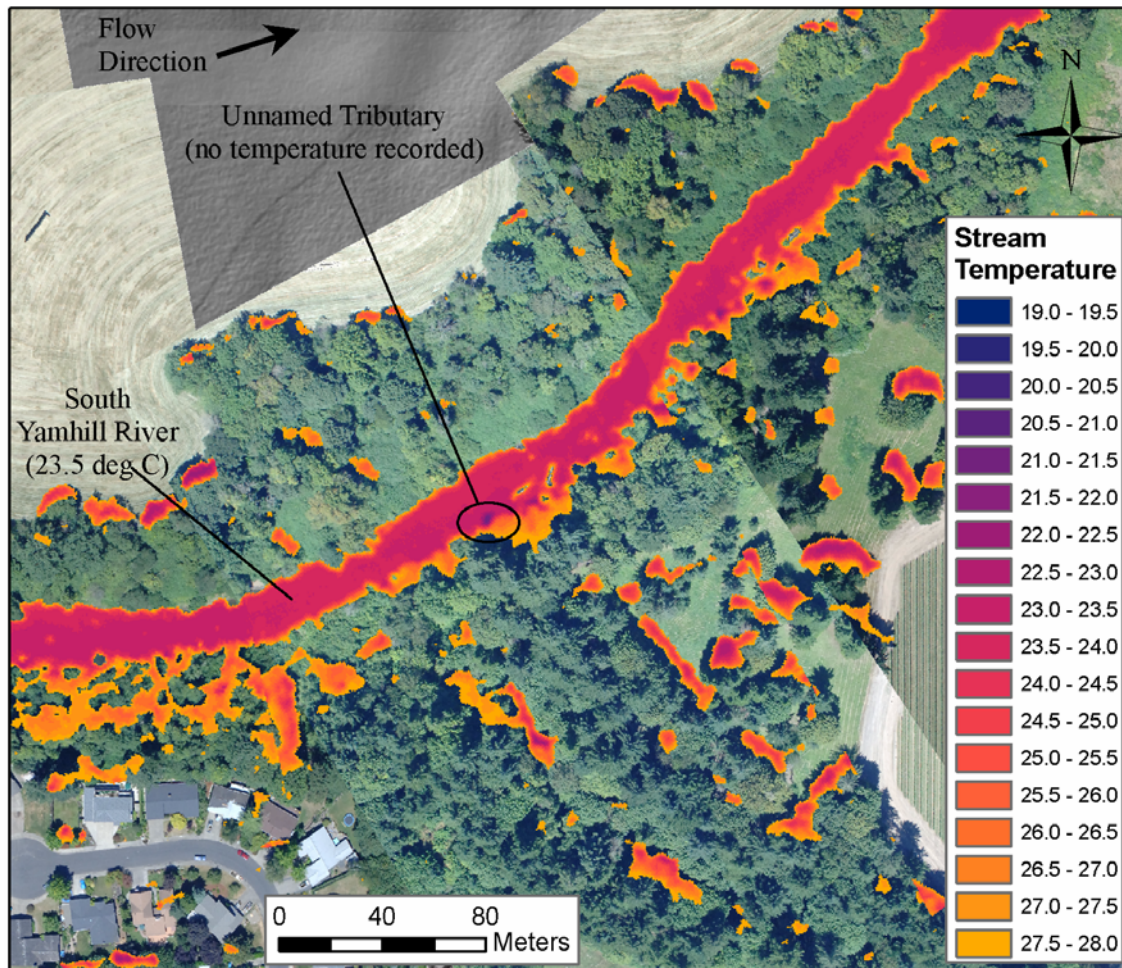 Flow
Direction
Unnamed Tributary
(no temperature recorded)
N
South
Yamhill River
(23.5 deg C)
Stream
Temperature
19.0 - 19.5
19.5 - 20.0
20.0 - 20.5
20.5 - 21.0
21.0 - 21.5
21.5 - 22.0
22.0 - 22.5
22.5 - 23.0
23.0 - 23.5
23.5 - 24.0
24.0 - 24.5
24.5 - 25.0
25.0 - 25.5
25.5 - 26.0
26.0 - 26.5
26.5 - 27.0
27.0 - 27.5
27.5 - 28.0
0 40 80
Meters